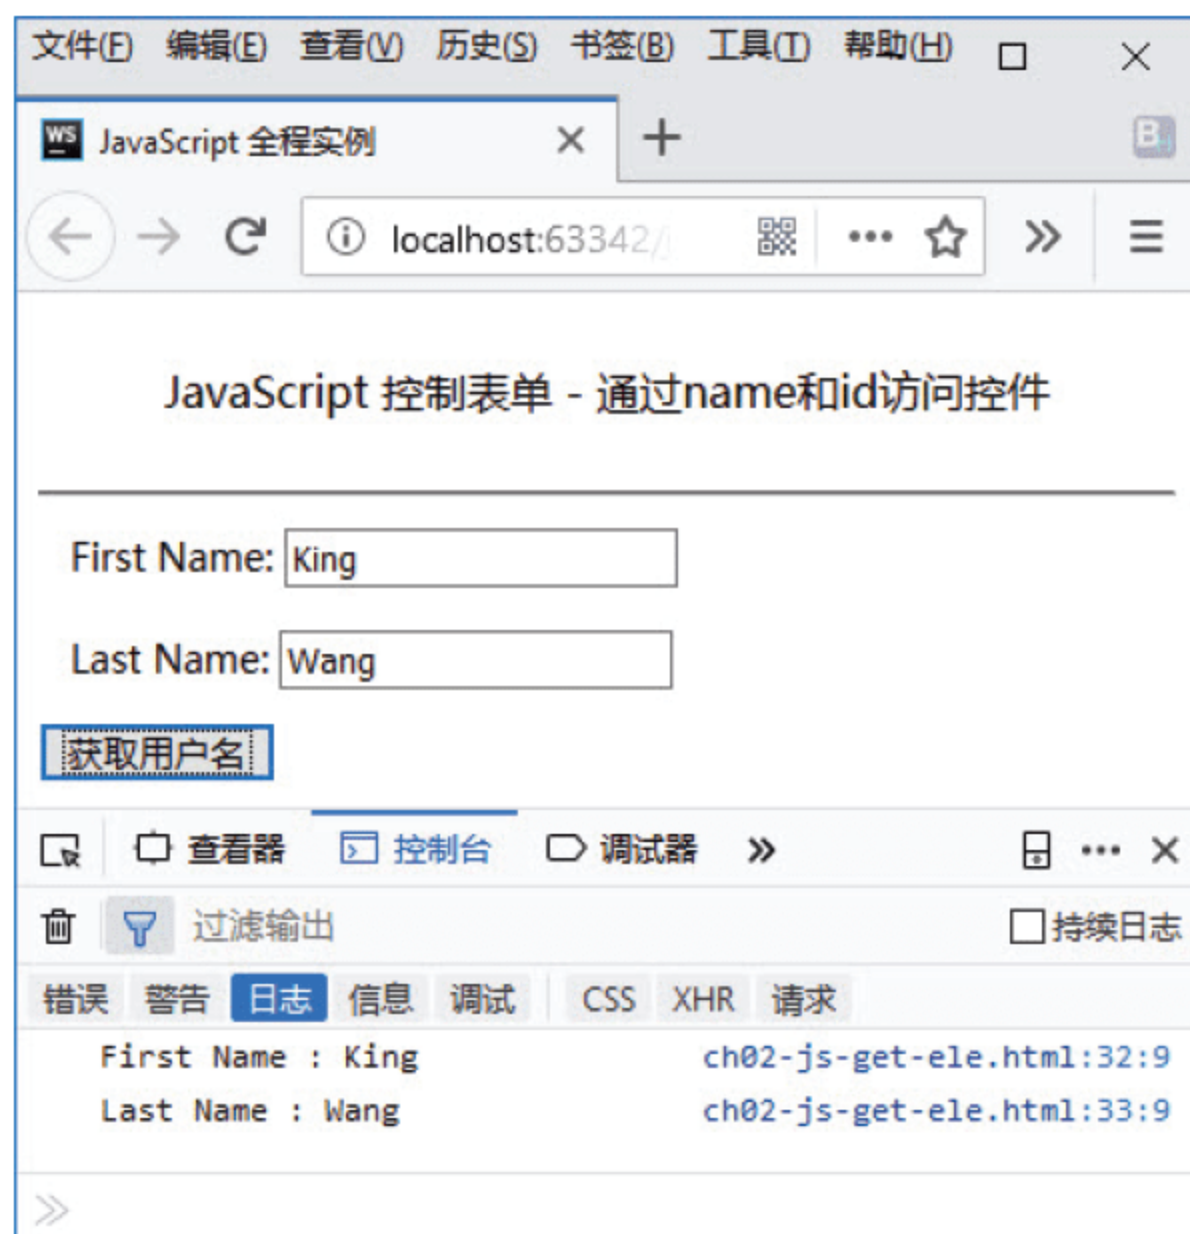 文件(F) 编辑(E) 查看(V) 历史(S) 书签(B) 工具(T) 帮助(H)
WS JavaScript 全程实例
localhost:63342/
JavaScript 控制表单 - 通过name和id访问控件
First Name: King
Last Name: Wang
获取用户名
查看器 控制台 调试器
过滤输出 持续日志
错误 警告 日志 信息 调试 CSS XHR 请求
First Name : King ch02-js-get-ele.html:32:9
Last Name : Wang ch02-js-get-ele.html:33:9